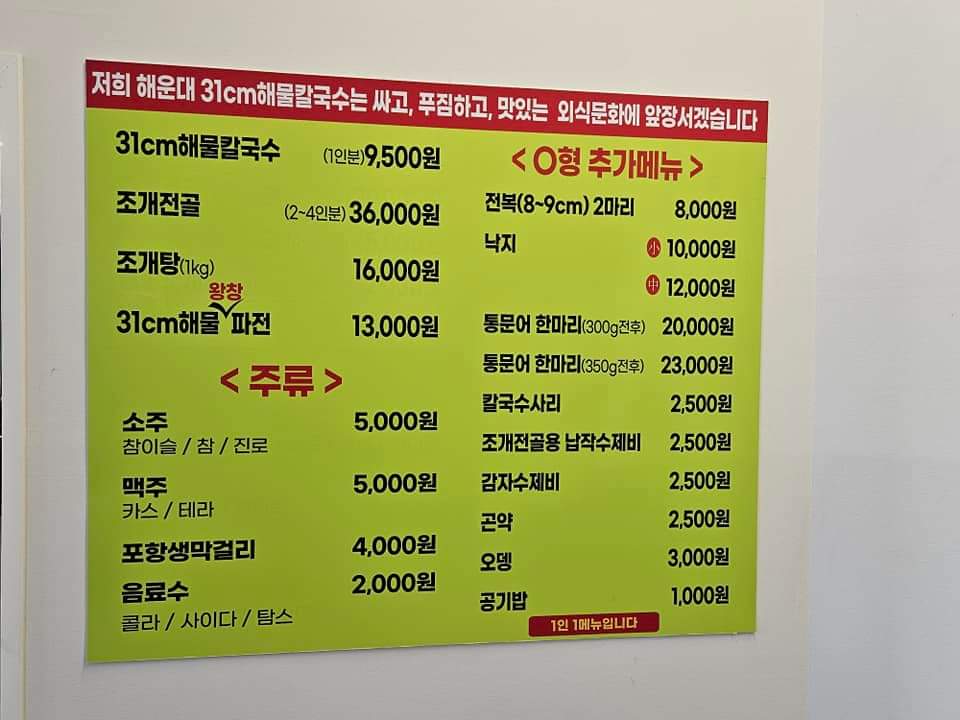 저희 해운대 31cm해물칼국수는 싸고, 푸짐하고, 맛있는 외식문화에 앞장서겠습니다
31cm해물칼국수 (1인분)9,500원
조개전골 (2~4인분) 36,000원
조개탕(1kg) 16,000원
왕창
31cm해물 파전 13,000원
< 주류 >
소주 5,000원
참이슬 / 참 / 진로
맥주 5,000원
카스 / 테라
포항생막걸리 4,000원
음료수 2,000원
콜라 / 사이다 / 탐스
< O형 추가메뉴 >
전복(8~9cm) 2마리 8,000원
낙지 小 10,000원
中 12,000원
통문어 한마리(300g전후) 20,000원
통문어 한마리(350g전후) 23,000원
칼국수사리 2,500원
조개전골용 납작수제비 2,500원
감자수제비 2,500원
곤약 2,500원
오뎅 3,000원
공기밥 1,000원
1인 1메뉴입니다